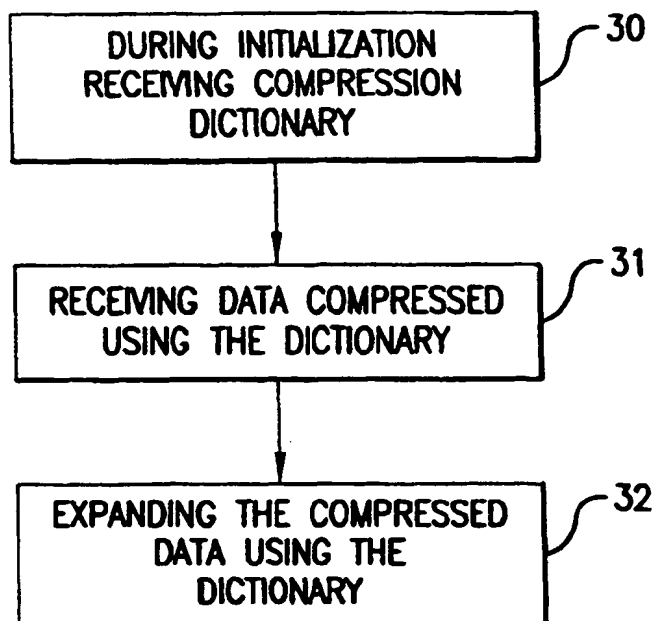 DURING INITIALIZATION
RECEIVING COMPRESSION
DICTIONARY
30
RECEIVING DATA COMPRESSED
USING THE DICTIONARY
31
EXPANDING THE COMPRESSED
DATA USING THE
DICTIONARY
32